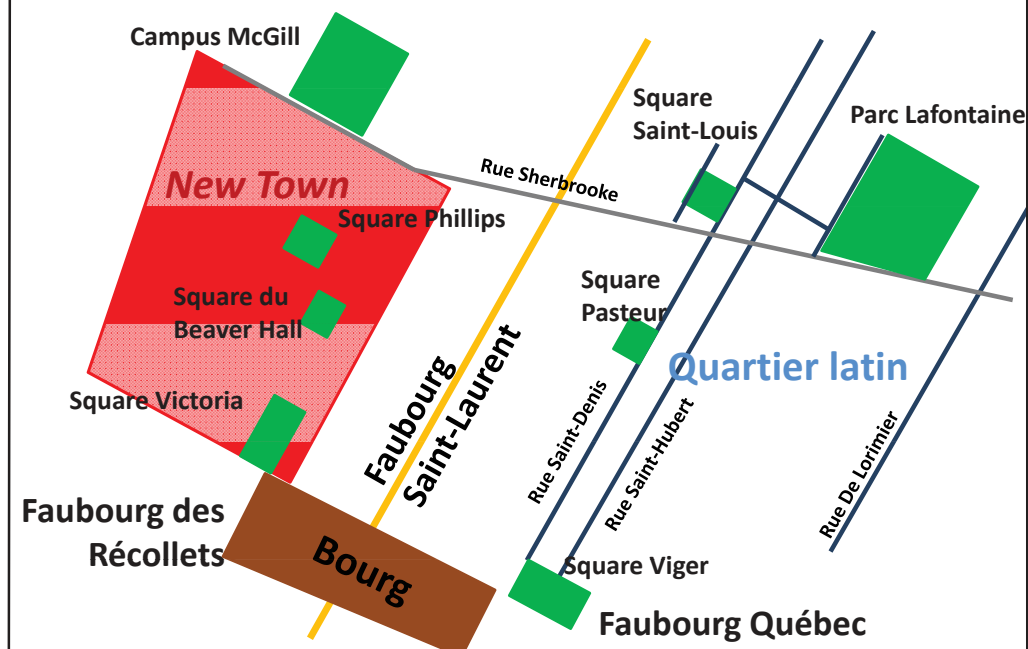 Campus McGill
Square
Saint-Louis
Parc Lafontaine
Rue Sherbrooke
New Town
Square Phillips
Square du
Beaver Hall
Square
Pasteur
Quartier latin
Square Victoria
Faubourg
Saint-Laurent
Rue Saint-Denis
Rue Saint-Hubert
Rue De Lorimier
Faubourg des
Récollets
Bourg
Square Viger
Faubourg Québec